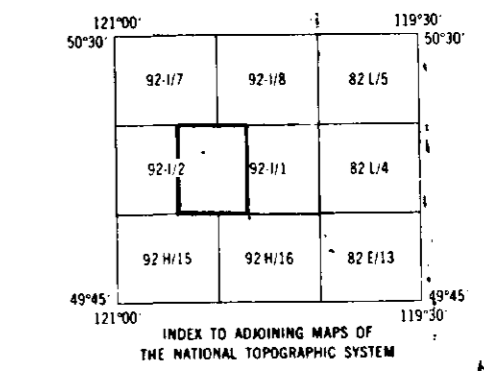 121°00' 119°30'
50°30' 50°30'
92-I/7 92-I/8 82 L/5
92-I/2 92-I/1 82 L/4
92 H/15 92 H/16 82 E/13
49°45' 49°45'
121°00' 119°30'
INDEX TO ADJOINING MAPS OF
THE NATIONAL TOPOGRAPHIC SYSTEM